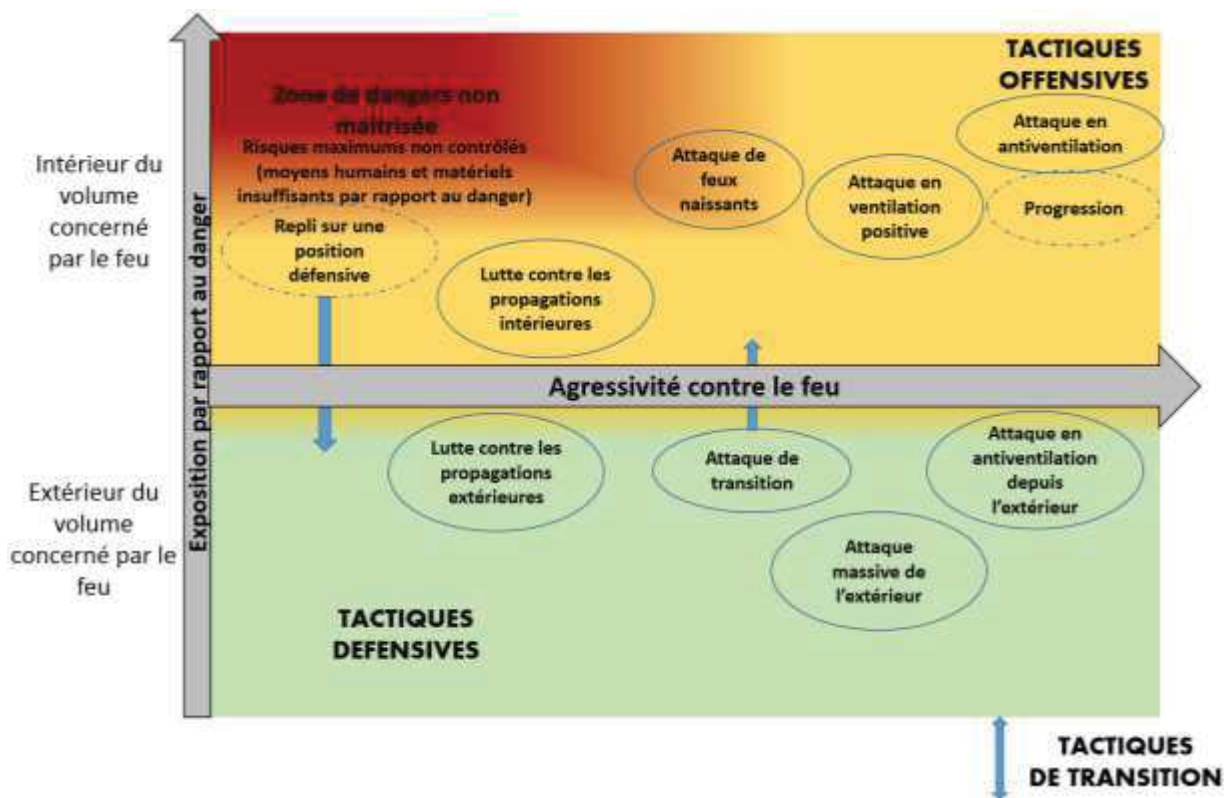 TACTIQUES
OFFENSIVES
Zone de dangers non
maitrisée
Risques maximums non contrôlés
(moyens humains et matériels
insuffisants par rapport au danger)
Attaque en
antiventilation
Attaque de
feux
naissants
Attaque en
ventilation
positive
Progression
Intérieur du
volume
concerné
par le feu
Repli sur une
position
défensive
Lutte contre les
propagations
intérieures
Exposition par rapport au danger
Agressivité contre le feu
Extérieur du
volume
concerné par le
feu
Lutte contre les
propagations
extérieures
Attaque de
transition
Attaque en
antiventilation
depuis
l'extérieur
Attaque
massive de
l'extérieur
TACTIQUES
DEFENSIVES
TACTIQUES
DE TRANSITION